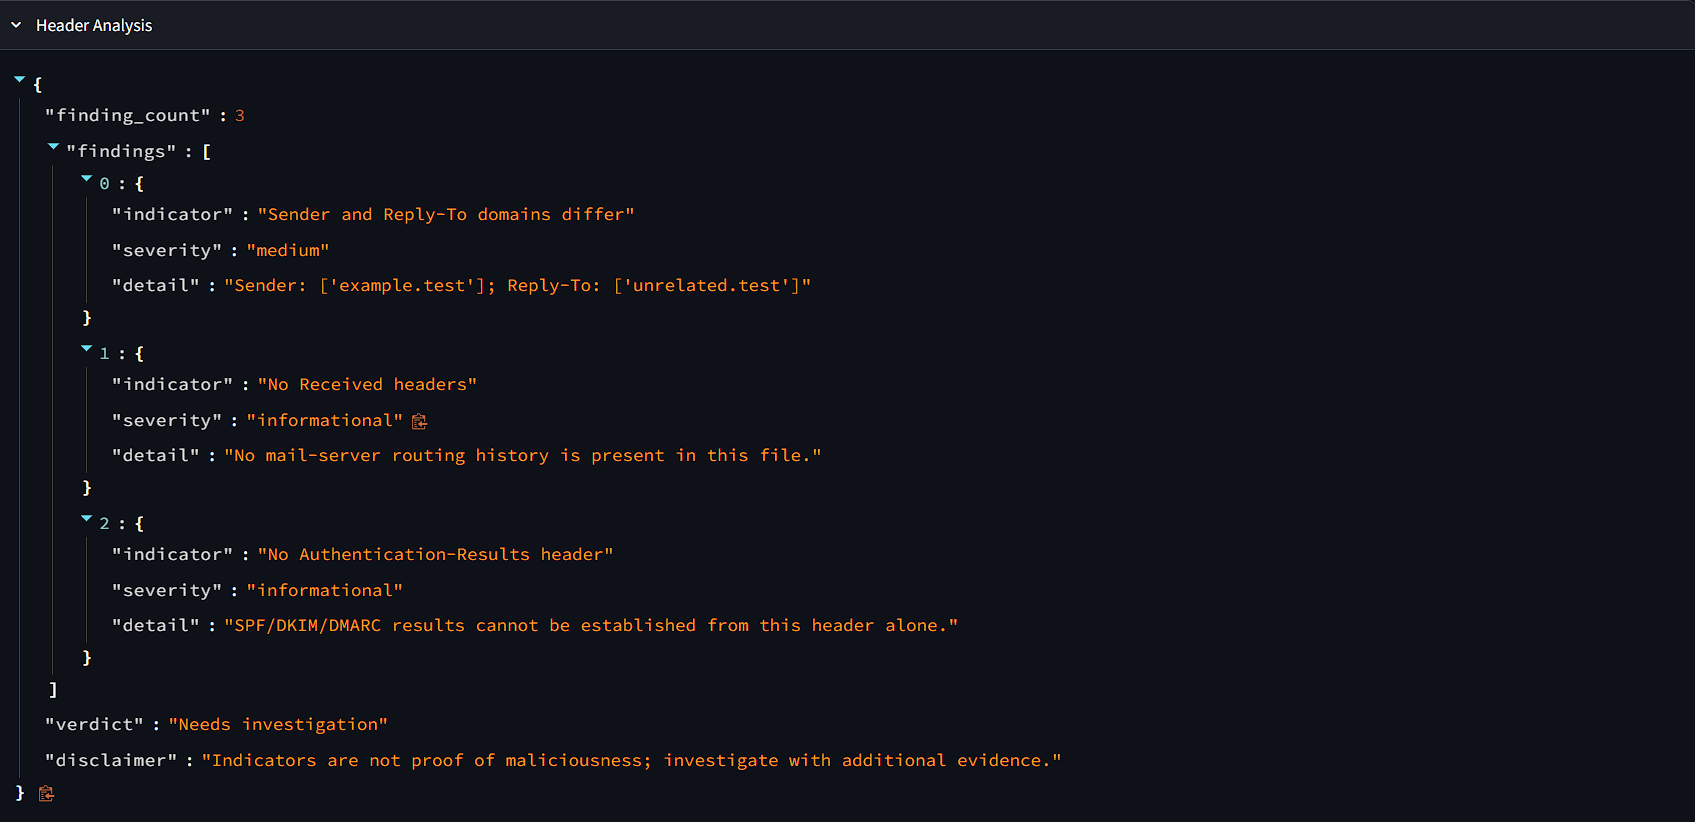 Header Analysis
{
"finding_count" : 3
"findings" : [
0 : {
"indicator" : "Sender and Reply-To domains differ"
"severity" : "medium"
"detail" : "Sender: ['example.test']; Reply-To: ['unrelated.test']"
}
1 : {
"indicator" : "No Received headers"
"severity" : "informational"
"detail" : "No mail-server routing history is present in this file."
}
2 : {
"indicator" : "No Authentication-Results header"
"severity" : "informational"
"detail" : "SPF/DKIM/DMARC results cannot be established from this header alone."
}
]
"verdict" : "Needs investigation"
"disclaimer" : "Indicators are not proof of maliciousness; investigate with additional evidence."
}